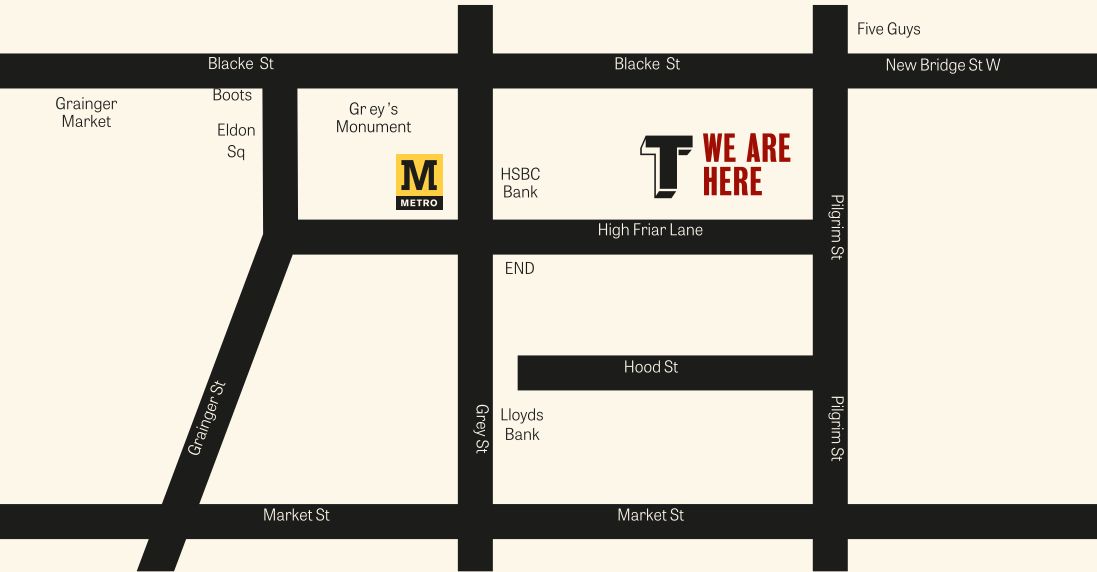 Five Guys
Blacke St
Blacke St
New Bridge St W
Boots
Grainger
Market
Eldon
Sq
Grey's
Monument
M
METRO
HSBC
Bank
T
WE ARE
HERE
Pilgrim St
High Friar Lane
END
Hood St
Grainger St
Grey St
Lloyds
Bank
Pilgrim St
Market St
Market St